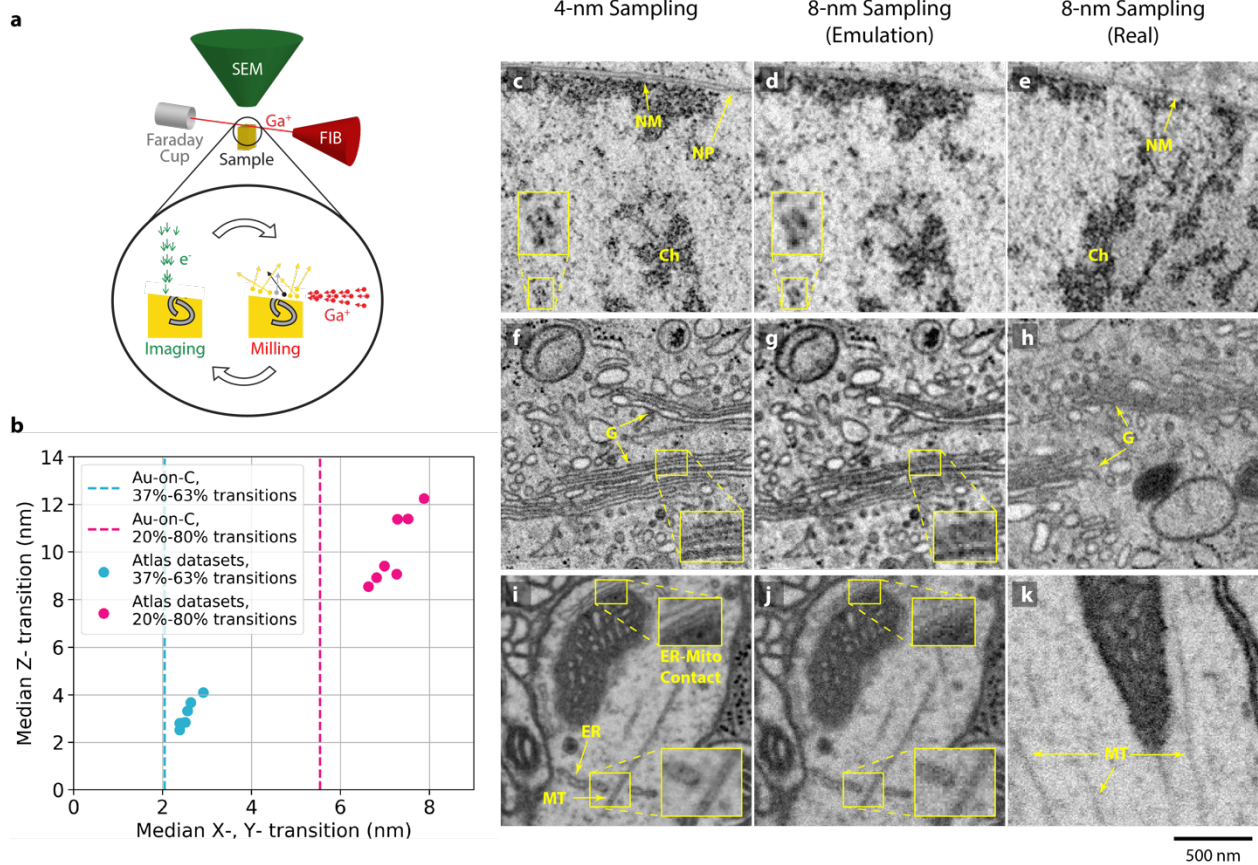 a
SEM
Ga⁺
Faraday
Cup
FIB
Sample
e⁻
Ga⁺
Imaging
Milling
b
Au-on-C,
37%-63% transitions
Au-on-C,
20%-80% transitions
Atlas datasets,
37%-63% transitions
Atlas datasets,
20%-80% transitions
Median Z- transition (nm)
14
12
10
8
6
4
2
0
0 2 4 6 8
Median X-, Y- transition (nm)
4-nm Sampling
8-nm Sampling
(Emulation)
8-nm Sampling
(Real)
c
NM
NP
Ch
d
e
NM
Ch
f
G
g
h
G
i
ER-Mito
Contact
ER
MT
j
k
MT
500 nm